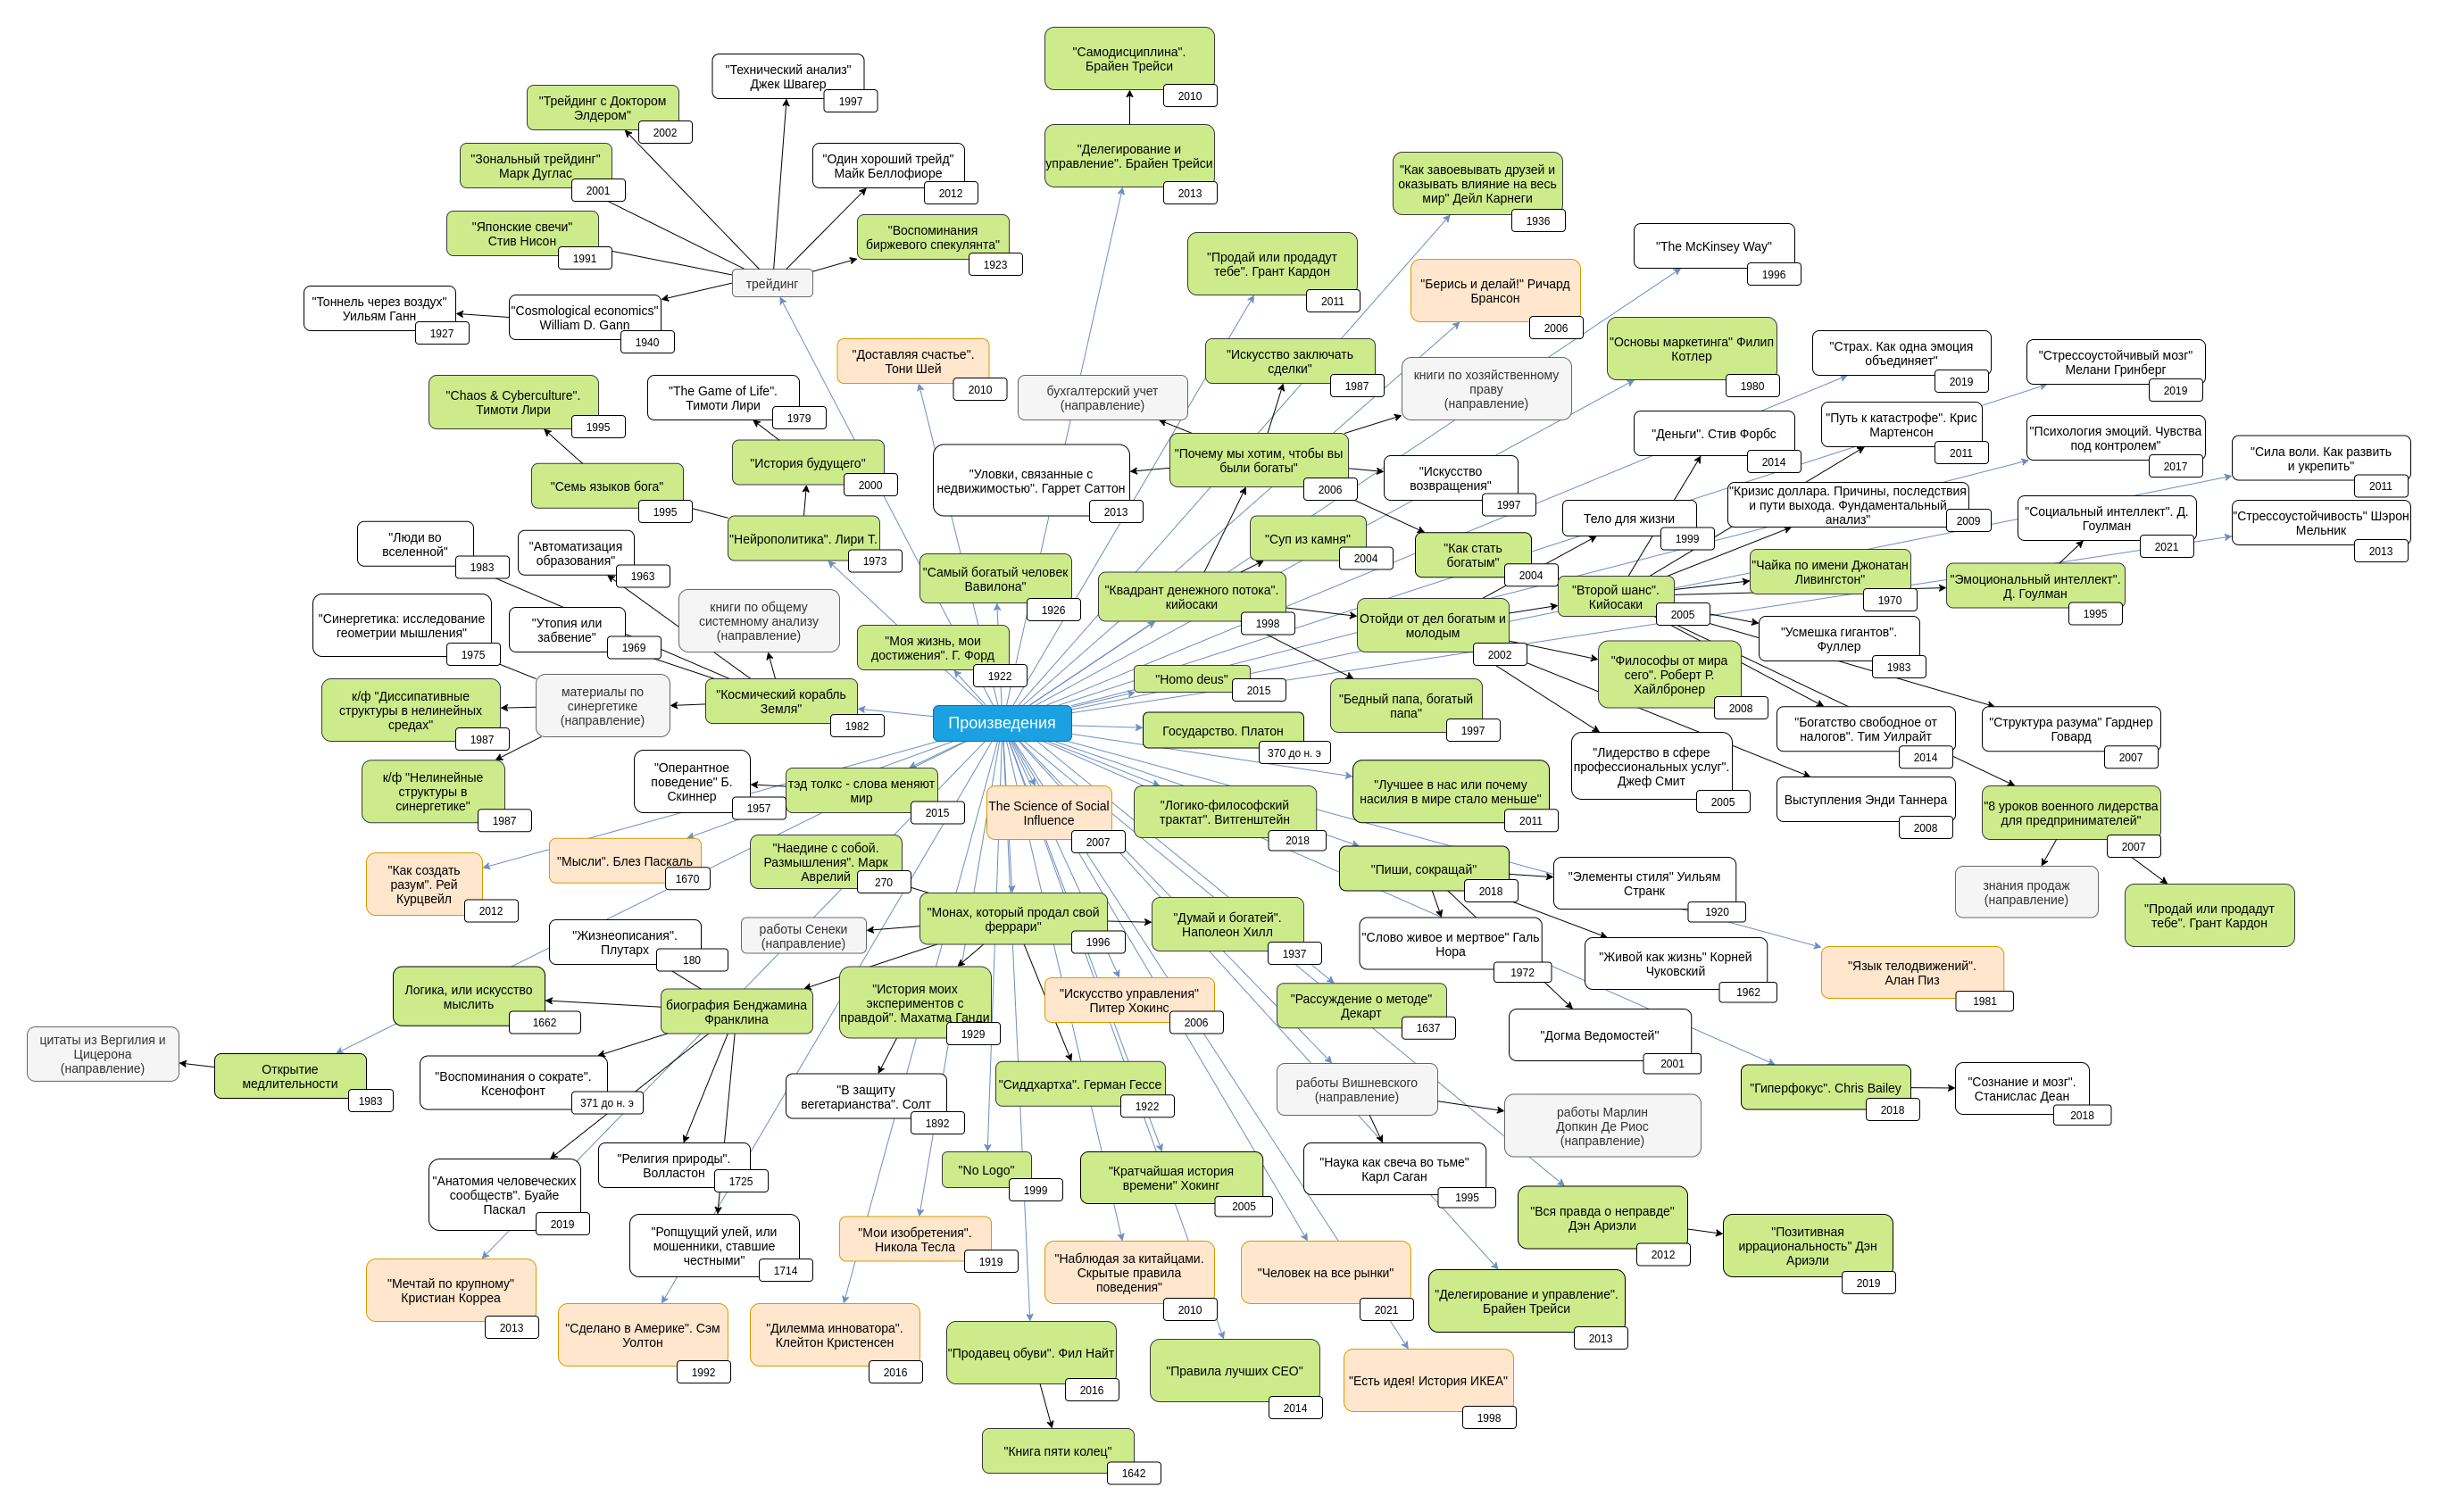 "Самодисциплина".
Брайен Трейси
2010
"Технический анализ"
Джек Швагер
1997
"Трейдинг с Доктором
Элдером"
2002
"Делегирование и
управление". Брайен Трейси
2013
"Зональный трейдинг"
Марк Дуглас
2001
"Один хороший трейд"
Майк Беллофиоре
2012
"Как завоевывать друзей и
оказывать влияние на весь
мир" Дейл Карнеги
1936
"Японские свечи"
Стив Нисон
1991
"Воспоминания
биржевого спекулянта"
1923
"The McKinsey Way"
1996
"Продай или продадут
тебе". Грант Кардон
2011
трейдинг
"Берись и делай!" Ричард
Брансон
2006
"Тоннель через воздух"
Уильям Ганн
1927
"Cosmological economics"
William D. Gann
1940
"Основы маркетинга" Филип
Котлер
1980
"Доставляя счастье".
Тони Шей
2010
"Искусство заключать
сделки"
1987
"Страх. Как одна эмоция
объединяет"
2019
"Стрессоустойчивый мозг"
Мелани Гринберг
2019
бухгалтерский учет
(направление)
книги по хозяйственному
праву
(направление)
"Chaos & Cyberculture".
Тимоти Лири
1995
"The Game of Life".
Тимоти Лири
1979
"Деньги". Стив Форбс
2014
"Путь к катастрофе". Крис
Мартенсон
2011
"Психология эмоций. Чувства
под контролем"
2017
"Сила воли. Как развить
и укрепить"
2011
"История будущего"
2000
"Уловки, связанные с
недвижимостью". Гаррет Саттон
2013
"Почему мы хотим, чтобы вы
были богаты"
2006
"Искусство
возвращения"
1997
"Семь языков бога"
1995
"Кризис доллара. Причины, последствия
и пути выхода. Фундаментальный
анализ"
2009
"Социальный интеллект". Д.
Гоулман
2021
"Стрессоустойчивость" Шэрон
Мельник
2013
Тело для жизни
1999
"Нейрополитика". Лири Т.
1973
"Суп из камня"
2004
"Как стать
богатым"
2004
"Люди во
вселенной"
1983
"Автоматизация
образования"
1963
"Самый богатый человек
Вавилона"
1926
"Квадрант денежного потока".
кийосаки
1998
"Второй шанс".
Кийосаки
2005
"Чайка по имени Джонатан
Ливингстон"
1970
"Эмоциональный интеллект".
Д. Гоулман
1995
"Синергетика: исследование
геометрии мышления"
1975
"Утопия или
забвение"
1969
книги по общему
системному анализу
(направление)
"Моя жизнь, мои
достижения". Г. Форд
1922
Отойди от дел богатым и
молодым
2002
"Усмешка гигантов".
Фуллер
1983
"Философы от мира
сего". Роберт Р.
Хайлбронер
2008
"Homo deus"
2015
"Бедный папа, богатый
папа"
1997
к/ф "Диссипативные
структуры в нелинейных
средах"
1987
материалы по
синергетике
(направление)
"Космический корабль
Земля"
1982
Произведения
Государство. Платон
370 до н. э
"Богатство свободное от
налогов". Тим Уилрайт
2014
"Структура разума" Гарднер
Говард
2007
"Лидерство в сфере
профессиональных услуг".
Джеф Смит
2005
к/ф "Нелинейные
структуры в
синергетике"
1987
"Оперантное
поведение" Б.
Скиннер
1957
тэд толкс - слова меняют
мир
2015
The Science of Social
Influence
2007
"Логико-философский
трактат". Витгенштейн
2018
"Лучшее в нас или почему
насилия в мире стало меньше"
2011
Выступления Энди Таннера
2008
"8 уроков военного лидерства
для предпринимателей"
2007
"Как создать
разум". Рей
Курцвейл
2012
"Мысли". Блез Паскаль
1670
"Наедине с собой.
Размышления". Марк
Аврелий
270
"Пиши, сокращай"
2018
"Элементы стиля" Уильям
Странк
1920
знания продаж
(направление)
"Продай или продадут
тебе". Грант Кардон
"Жизнеописания".
Плутарх
180
работы Сенеки
(направление)
"Монах, который продал свой
феррари"
1996
"Думай и богатей".
Наполеон Хилл
1937
"Слово живое и мертвое" Галь
Нора
1972
"Живой как жизнь" Корней
Чуковский
1962
"Язык телодвижений".
Алан Пиз
1981
Логика, или искусство
мыслить
1662
биография Бенджамина
Франклина
"История моих
экспериментов с
правдой". Махатма Ганди
1929
"Искусство управления"
Питер Хокинс
2006
"Рассуждение о методе"
Декарт
1637
"Догма Ведомостей"
2001
цитаты из Вергилия и
Цицерона
(направление)
Открытие
медлительности
1983
"Воспоминания о сократе".
Ксенофонт
371 до н. э
"В защиту
вегетарианства". Солт
1892
"Сиддхартха". Герман Гессе
1922
работы Вишневского
(направление)
работы Марлин
Допкин Де Риос
(направление)
"Гиперфокус". Chris Bailey
2018
"Сознание и мозг".
Станислас Деан
2018
"Анатомия человеческих
сообществ". Буайе
Паскал
2019
"Религия природы".
Волластон
1725
"No Logo"
1999
"Кратчайшая история
времени" Хокинг
2005
"Наука как свеча во тьме"
Карл Саган
1995
"Вся правда о неправде"
Дэн Ариэли
2012
"Позитивная
иррациональность" Дэн
Ариэли
2019
"Ропщущий улей, или
мошенники, ставшие
честными"
1714
"Мои изобретения".
Никола Тесла
1919
"Наблюдая за китайцами.
Скрытые правила
поведения"
2010
"Человек на все рынки"
2021
"Делегирование и управление".
Брайен Трейси
2013
"Мечтай по крупному"
Кристиан Корреа
2013
"Сделано в Америке". Сэм
Уолтон
1992
"Дилемма инноватора".
Клейтон Кристенсен
2016
"Продавец обуви". Фил Найт
2016
"Правила лучших CEO"
2014
"Есть идея! История ИКЕА"
1998
"Книга пяти колец"
1642